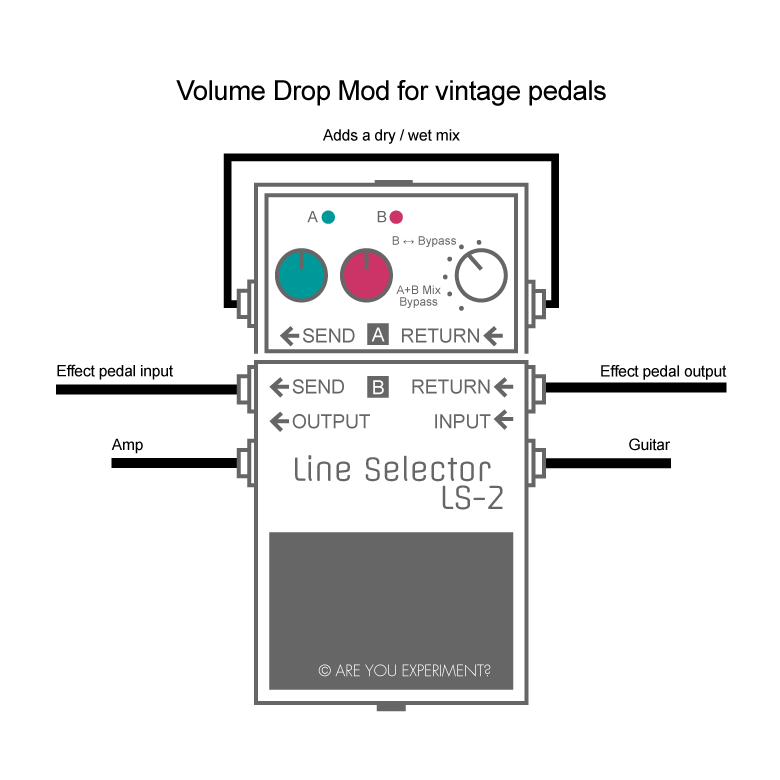 Volume Drop Mod for vintage pedals
Adds a dry / wet mix
A B
B ↔ Bypass
A+B Mix
Bypass
←SEND A RETURN←
Effect pedal input
Effect pedal output
←SEND B RETURN←
←OUTPUT INPUT←
Amp
Guitar
Line Selector
LS-2
© ARE YOU EXPERIMENT?